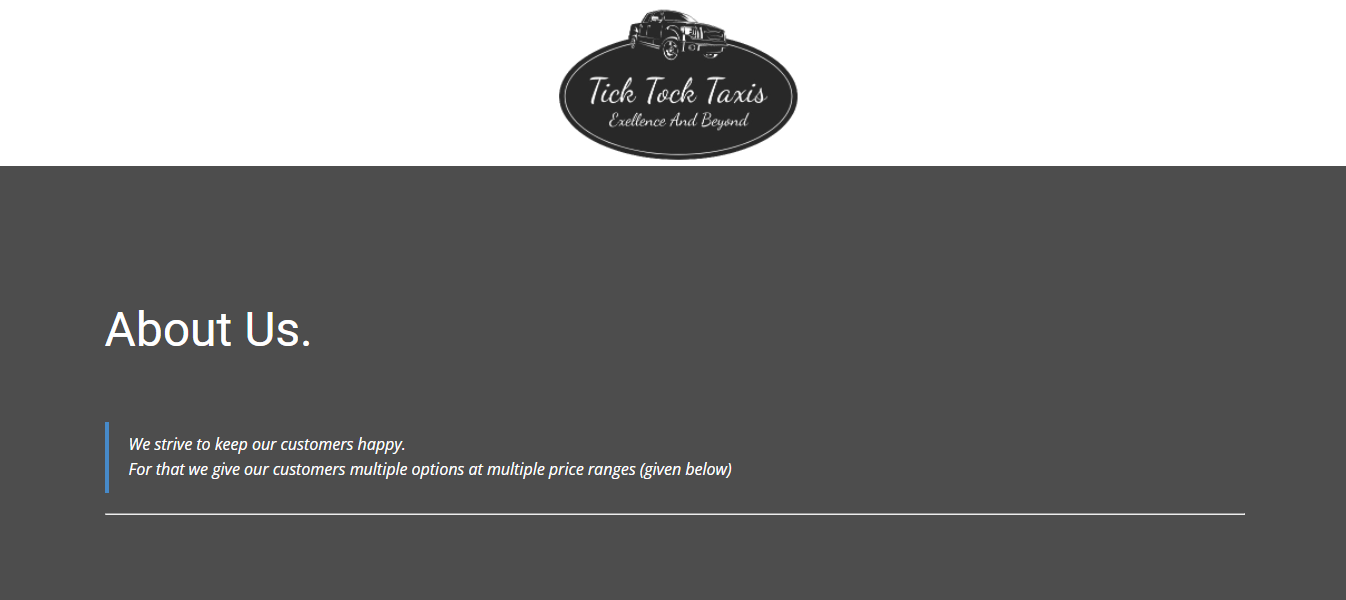 Tick Tock Taxis
Exellence And Beyond
About Us.
We strive to keep our customers happy.
For that we give our customers multiple options at multiple price ranges (given below)